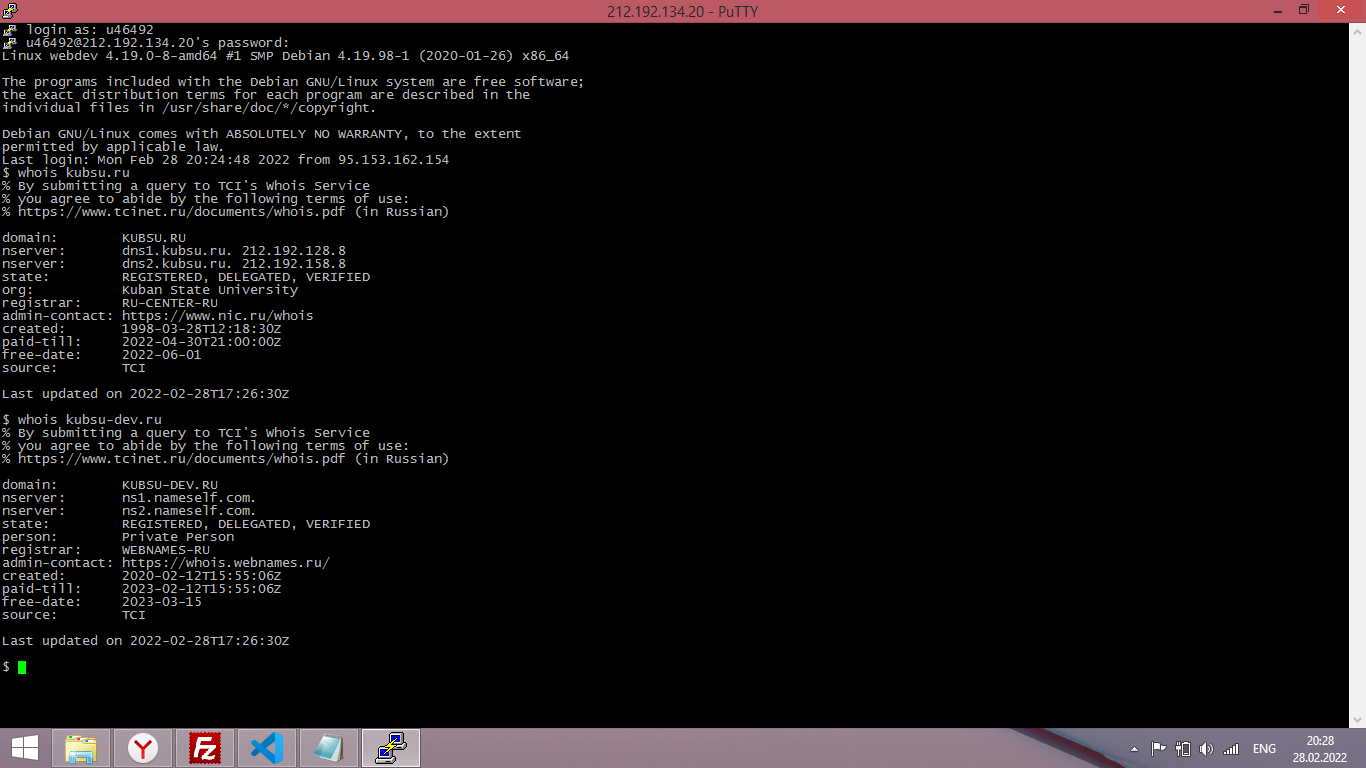 212.192.134.20 - PuTTY
login as: u46492
u46492@212.192.134.20's password:
Linux webdev 4.19.0-8-amd64 #1 SMP Debian 4.19.98-1 (2020-01-26) x86_64
The programs included with the Debian GNU/Linux system are free software;
the exact distribution terms for each program are described in the
individual files in /usr/share/doc/*/copyright.
Debian GNU/Linux comes with ABSOLUTELY NO WARRANTY, to the extent
permitted by applicable law.
Last login: Mon Feb 28 20:24:48 2022 from 95.153.162.154
$ whois kubsu.ru
% By submitting a query to TCI's Whois Service
% you agree to abide by the following terms of use:
% https://www.tcinet.ru/documents/whois.pdf (in Russian)
domain:        KUBSU.RU
nserver:       dns1.kubsu.ru. 212.192.128.8
nserver:       dns2.kubsu.ru. 212.192.158.8
state:         REGISTERED, DELEGATED, VERIFIED
org:           Kuban State University
registrar:     RU-CENTER-RU
admin-contact: https://www.nic.ru/whois
created:       1998-03-28T12:18:30Z
paid-till:     2022-04-30T21:00:00Z
free-date:     2022-06-01
source:        TCI
Last updated on 2022-02-28T17:26:30Z
$ whois kubsu-dev.ru
% By submitting a query to TCI's Whois Service
% you agree to abide by the following terms of use:
% https://www.tcinet.ru/documents/whois.pdf (in Russian)
domain:        KUBSU-DEV.RU
nserver:       ns1.nameself.com.
nserver:       ns2.nameself.com.
state:         REGISTERED, DELEGATED, VERIFIED
person:        Private Person
registrar:     WEBNAMES-RU
admin-contact: https://whois.webnames.ru/
created:       2020-02-12T15:55:06Z
paid-till:     2023-02-12T15:55:06Z
free-date:     2023-03-15
source:        TCI
Last updated on 2022-02-28T17:26:30Z
$
ENG
20:28
28.02.2022